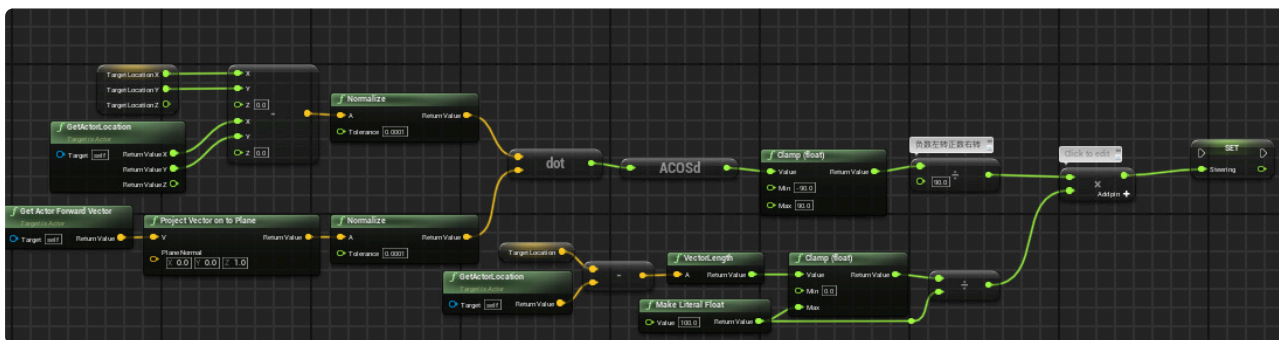 Target Location X
Target Location Y
Target Location Z
X
Y
Z 0.0
X
Y
Z 0.0
-
f GetActorLocation
Target is Actor
Target self
Return Value X
Return Value Y
Return Value Z
f Normalize
A
Return Value
Tolerance 0.0001
f Get Actor Forward Vector
Target is Actor
Target self
Return Value
f Project Vector on to Plane
V
Return Value
Plane Normal
X 0.0 Y 0.0 Z 1.0
f Normalize
A
Return Value
Tolerance 0.0001
dot
ACOSd
f Clamp (float)
Value
Return Value
Min -90.0
Max 90.0
负数左转正数右转
90.0
÷
Click to edit
x
Add pin +
SET
Steering
Target Location
f GetActorLocation
Target is Actor
Target self
Return Value
-
f VectorLength
A
Return Value
f Make Literal Float
Value 100.0
Return Value
f Clamp (float)
Value
Return Value
Min 0.0
Max
÷